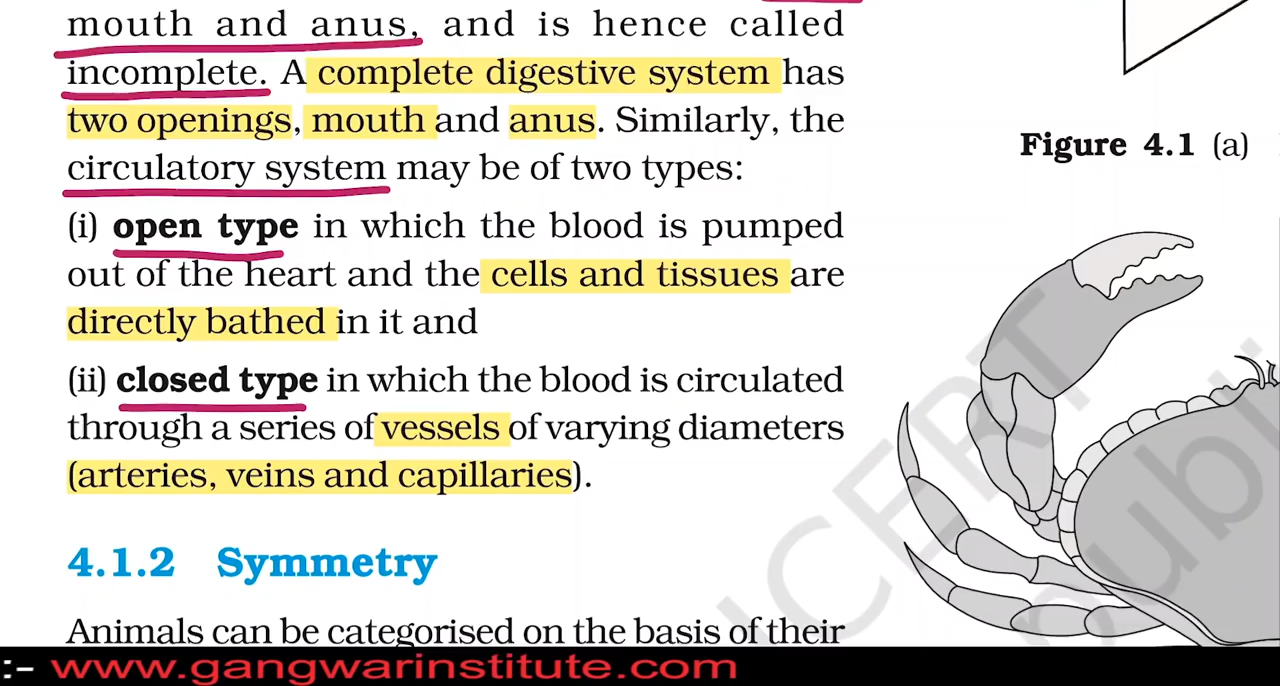 mouth and anus, and is hence called
incomplete. A complete digestive system has
two openings, mouth and anus. Similarly, the
circulatory system may be of two types:
(i) open type in which the blood is pumped
out of the heart and the cells and tissues are
directly bathed in it and
(ii) closed type in which the blood is circulated
through a series of vessels of varying diameters
(arteries, veins and capillaries).
4.1.2 Symmetry
Animals can be categorised on the basis of their
Figure 4.1 (a)
NCERT
publi
:- www.gangwarinstitute.com